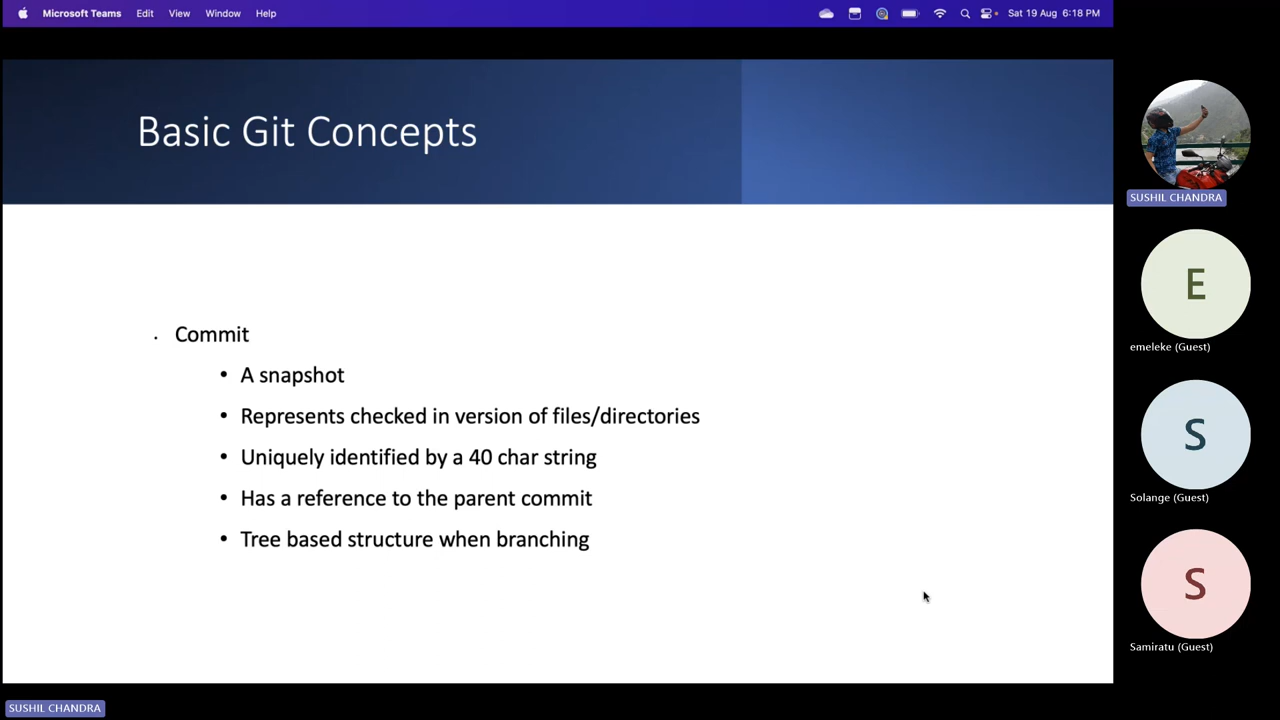 Microsoft Teams Edit View Window Help Sat 19 Aug 6:18 PM
Basic Git Concepts
Commit
• A snapshot
• Represents checked in version of files/directories
• Uniquely identified by a 40 char string
• Has a reference to the parent commit
• Tree based structure when branching
SUSHIL CHANDRA
E
emeleke (Guest)
S
Solange (Guest)
S
Samiratu (Guest)
SUSHIL CHANDRA